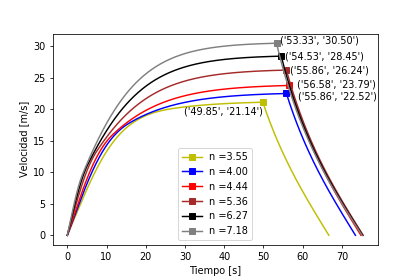 ('53.33', '30.50')
('54.53', '28.45')
('55.86', '26.24')
('56.58', '23.79')
('55.86', '22.52')
('49.85', '21.14')
Velocidad [m/s]
30
25
20
15
10
5
0
n =3.55
n =4.00
n =4.44
n =5.36
n =6.27
n =7.18
0 10 20 30 40 50 60 70
Tiempo [s]